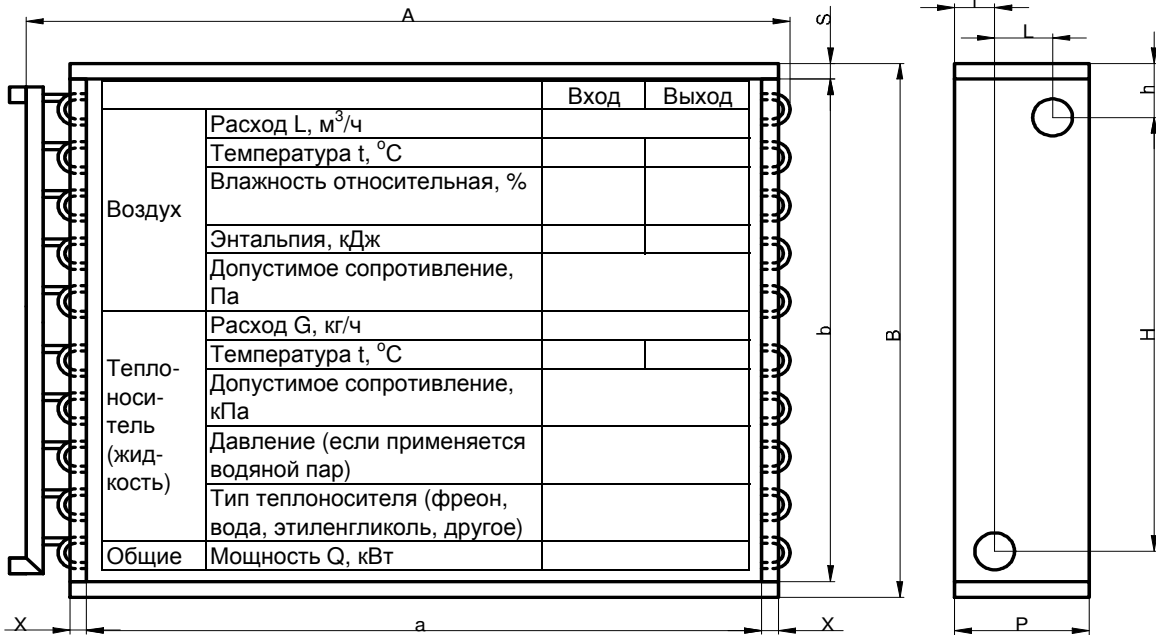 A
S
T
L
h
Вход Выход
Расход L, м³/ч
Температура t, °С
Влажность относительная, %
Воздух
Энтальпия, кДж
Допустимое сопротивление,
Па
Расход G, кг/ч
Температура t, °С
Тепло-
носи-
тель
(жид-
кость)
Допустимое сопротивление,
кПа
Давление (если применяется
водяной пар)
Тип теплоносителя (фреон,
вода, этиленгликоль, другое)
Общие Мощность Q, кВт
b
B
H
X
a
X
P